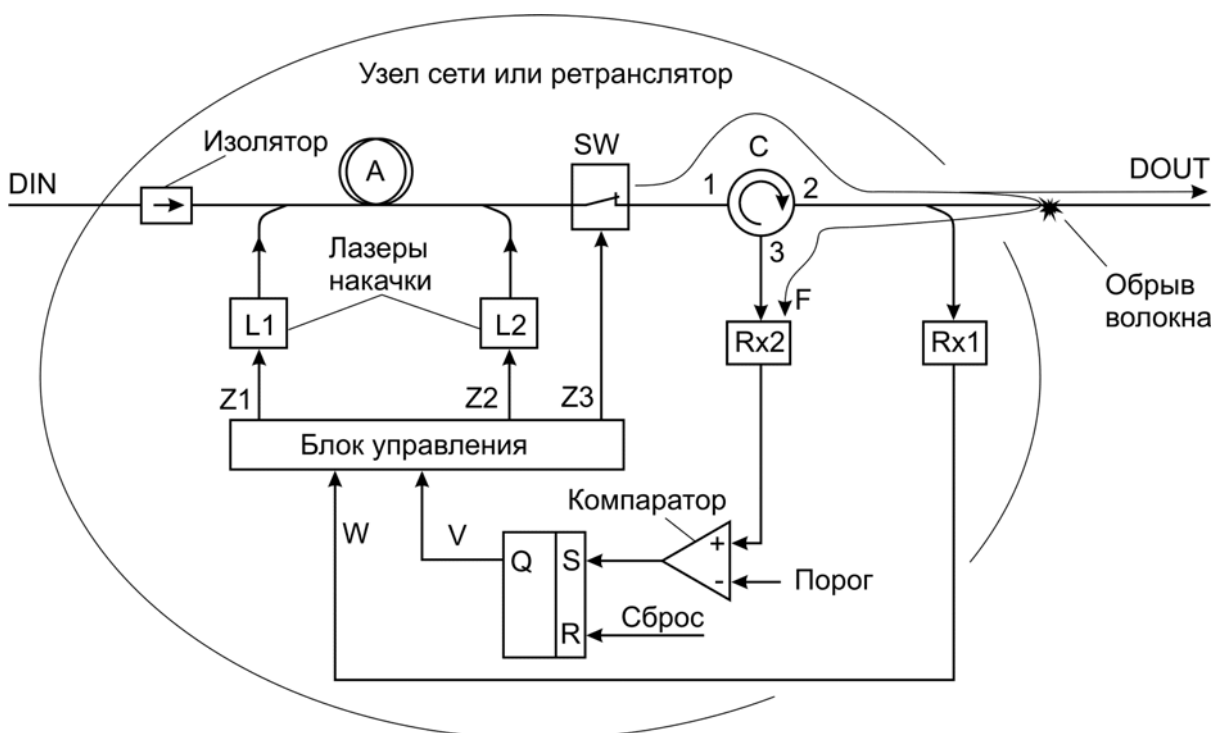 Узел сети или ретранслятор
Изолятор
SW
C
A
DIN
1
2
DOUT
3
Лазеры
накачки
F
Обрыв
волокна
L1
L2
Rx2
Rx1
Z1
Z2
Z3
Блок управления
Компаратор
W
V
Q
S
+
-
Порог
R
Сброс